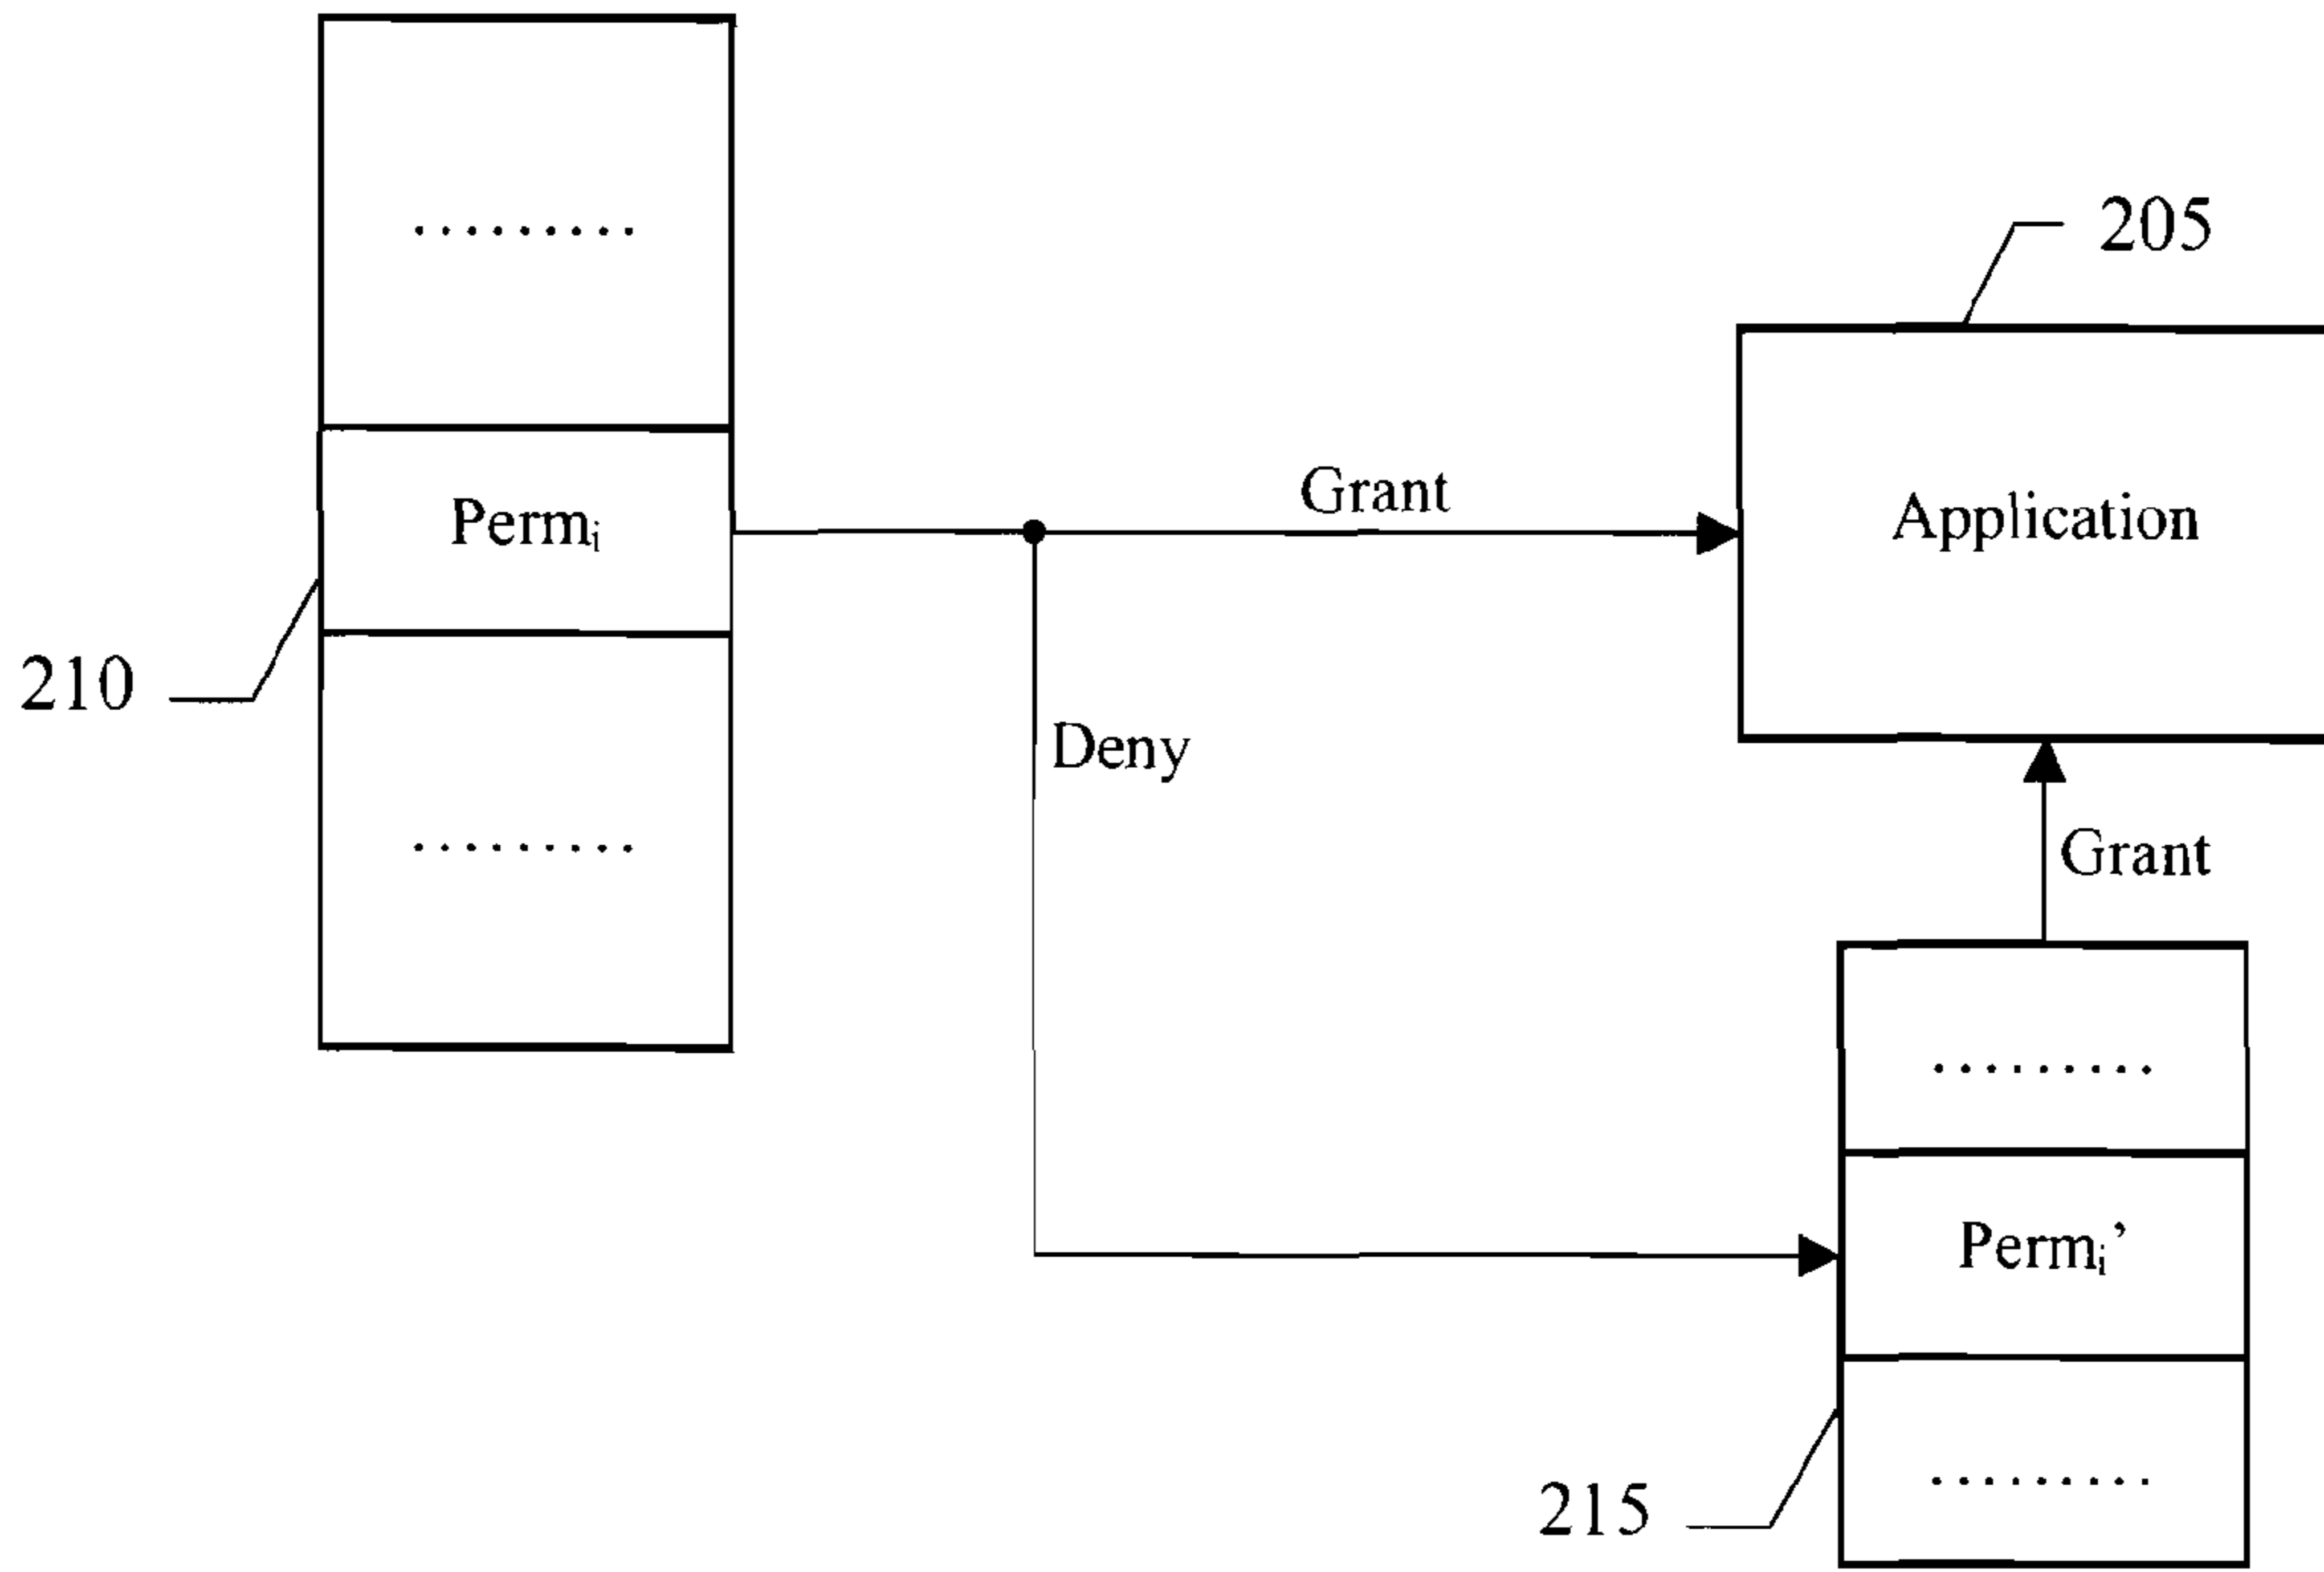 .........
205
Grant
Permᵢ
Application
210
Deny
.........
Grant
.........
Permᵢ’
.........
215